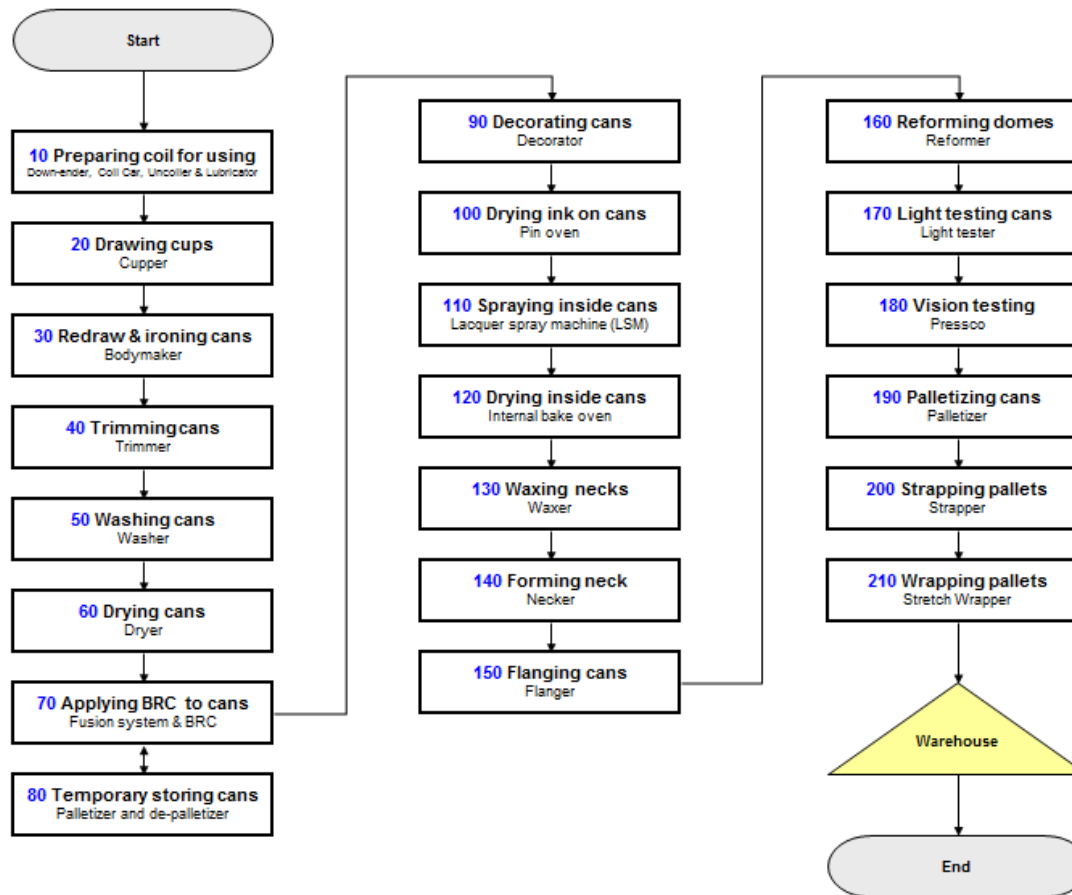 Start
10 Preparing coil for using
Down-ender, Coil Car, Uncoiler & Lubricator
20 Drawing cups
Cupper
30 Redraw & ironing cans
Bodymaker
40 Trimming cans
Trimmer
50 Washing cans
Washer
60 Drying cans
Dryer
70 Applying BRC to cans
Fusion system & BRC
80 Temporary storing cans
Palletizer and de-palletizer
90 Decorating cans
Decorator
100 Drying ink on cans
Pin oven
110 Spraying inside cans
Lacquer spray machine (LSM)
120 Drying inside cans
Internal bake oven
130 Waxing necks
Waxer
140 Forming neck
Necker
150 Flanging cans
Flanger
160 Reforming domes
Reformer
170 Light testing cans
Light tester
180 Vision testing
Pressco
190 Palletizing cans
Palletizer
200 Strapping pallets
Strapper
210 Wrapping pallets
Stretch Wrapper
Warehouse
End